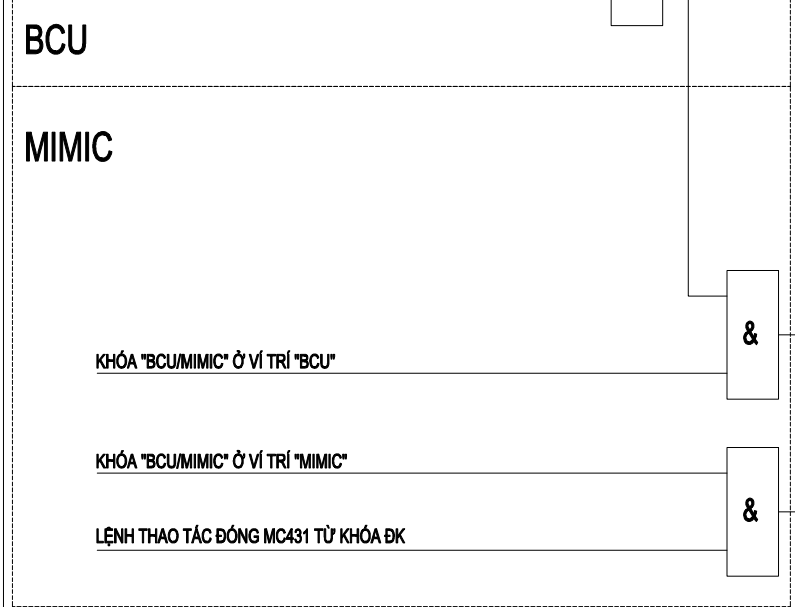 BCU
MIMIC
&
KHÓA "BCU/MIMIC" Ở VÍ TRÍ "BCU"
KHÓA "BCU/MIMIC" Ở VÍ TRÍ "MIMIC"
&
LỆNH THAO TÁC ĐÓNG MC431 TỪ KHÓA ĐK